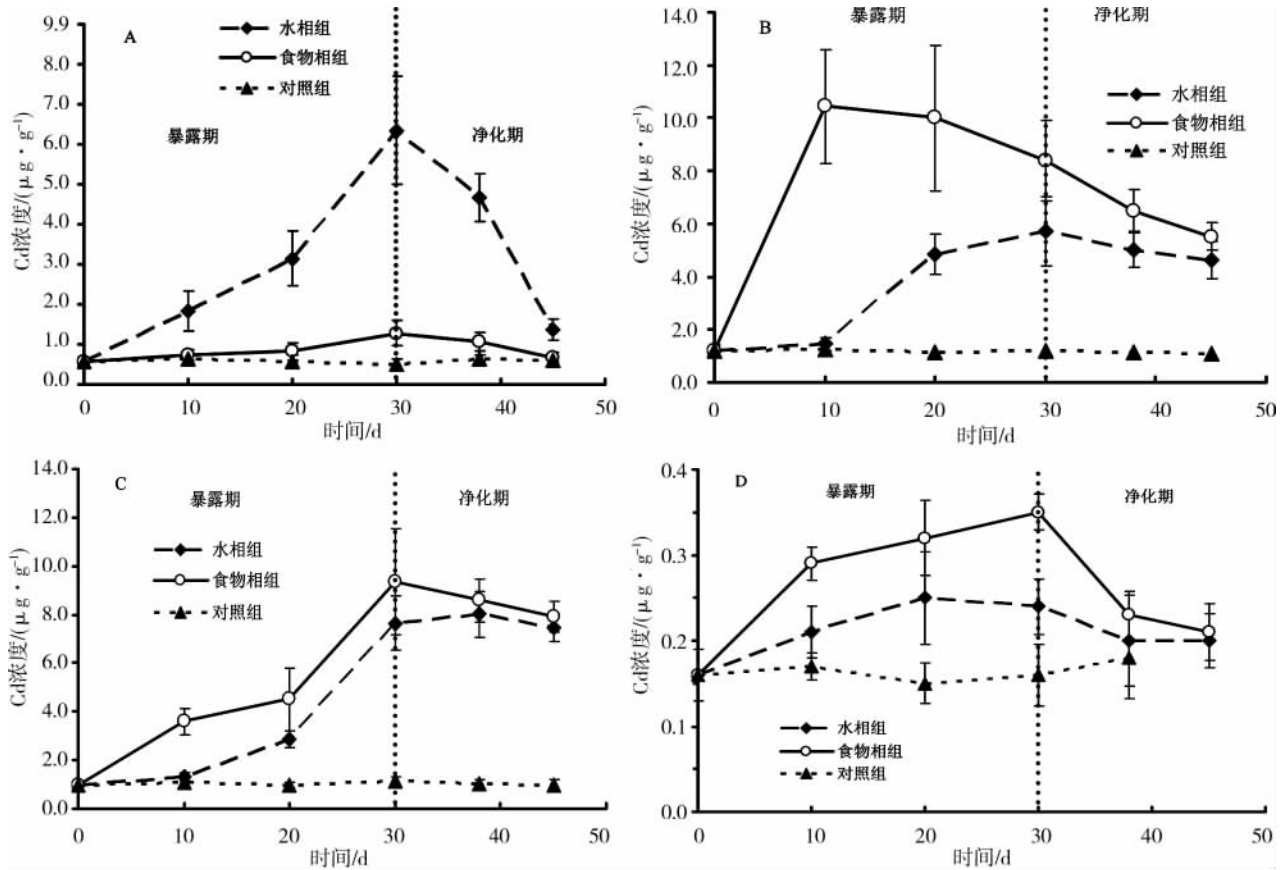 A
水相组
食物相组
对照组
暴露期
净化期
Cd浓度/(μg·g⁻¹)
9.9
8.0
7.0
6.0
5.0
4.0
3.0
2.0
1.0
0.0
0 10 20 30 40 50
时间/d
B
暴露期
净化期
水相组
食物相组
对照组
Cd浓度/(μg·g⁻¹)
14.0
12.0
10.0
8.0
6.0
4.0
2.0
0.0
0 10 20 30 40 50
时间/d
C
暴露期
净化期
水相组
食物相组
对照组
Cd浓度/(μg·g⁻¹)
14.0
12.0
10.0
8.0
6.0
4.0
2.0
0.0
0 10 20 30 40 50
时间/d
D
暴露期
净化期
水相组
食物相组
对照组
Cd浓度/(μg·g⁻¹)
0.4
0.3
0.2
0.1
0.0
0 10 20 30 40 50
时间/d